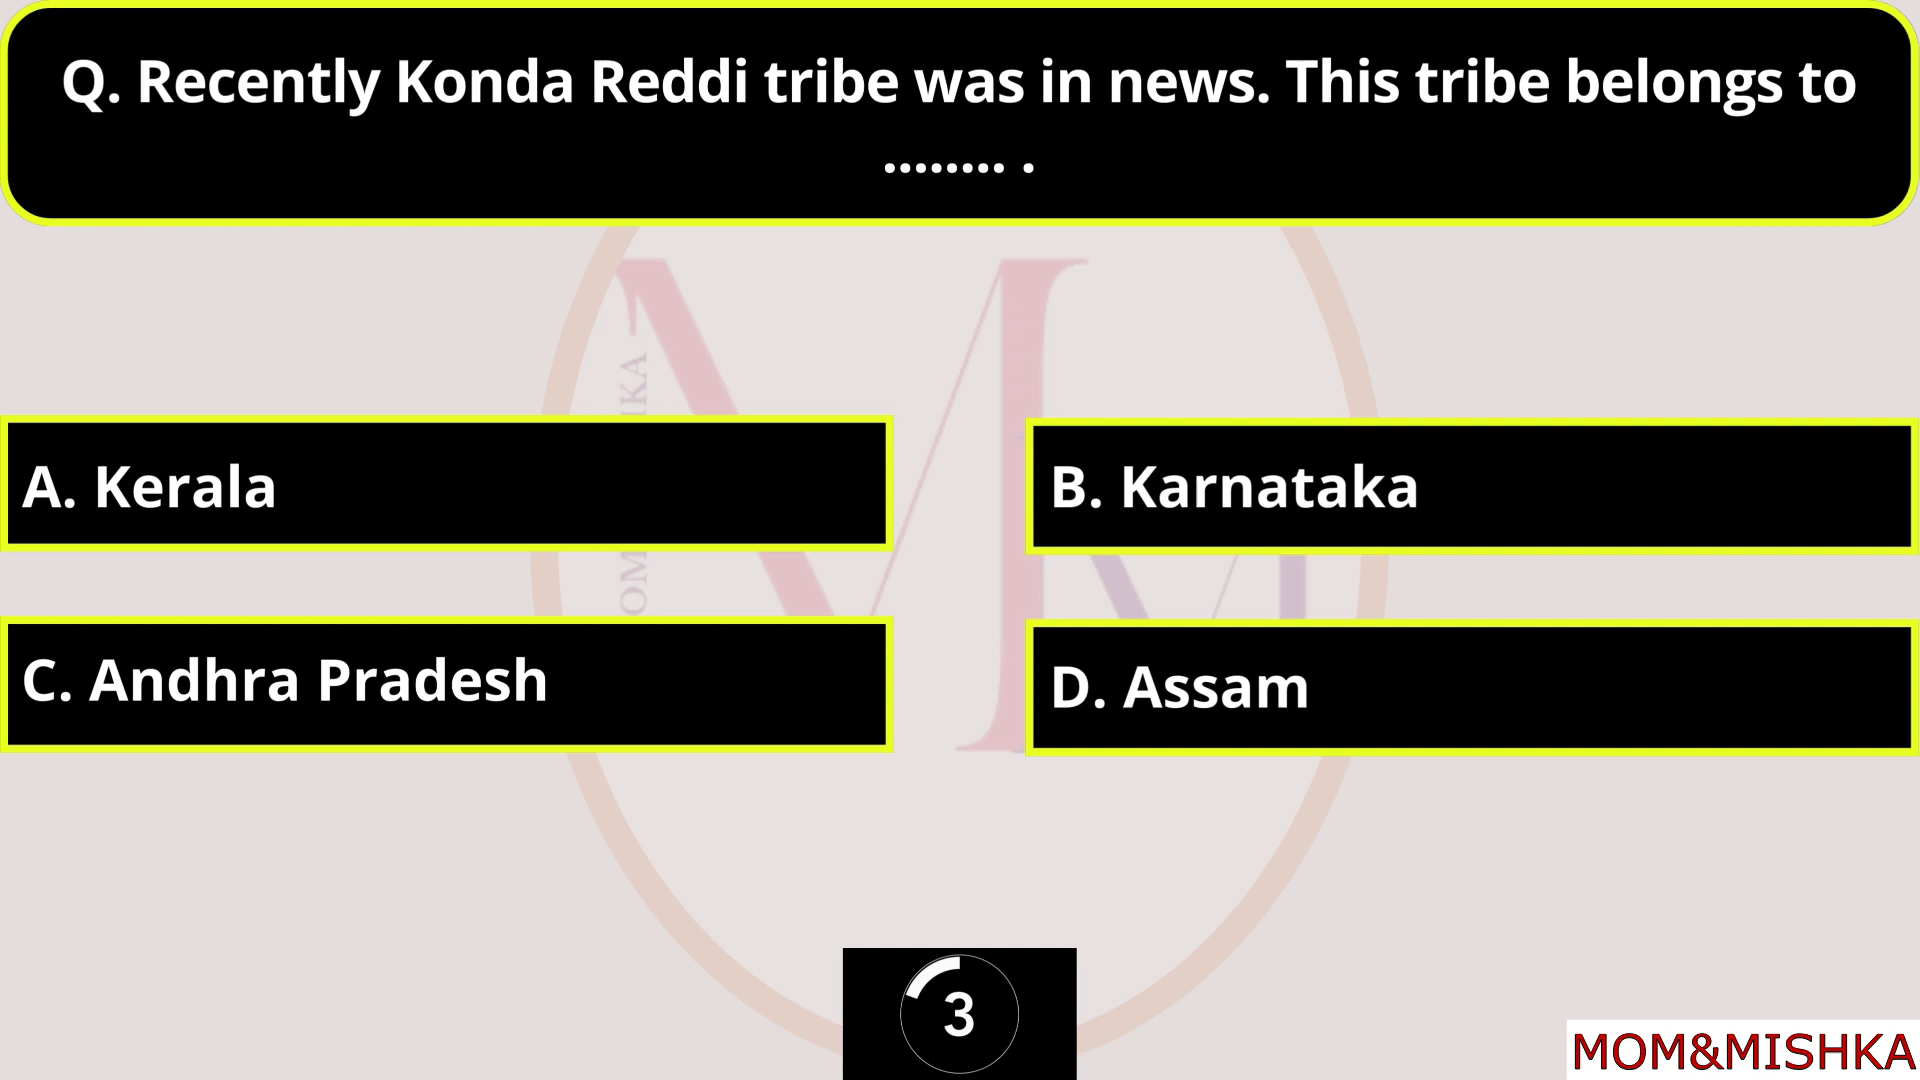 Q. Recently Konda Reddi tribe was in news. This tribe belongs to
........ .
A. Kerala
B. Karnataka
C. Andhra Pradesh
D. Assam
3
MOM&MISHKA